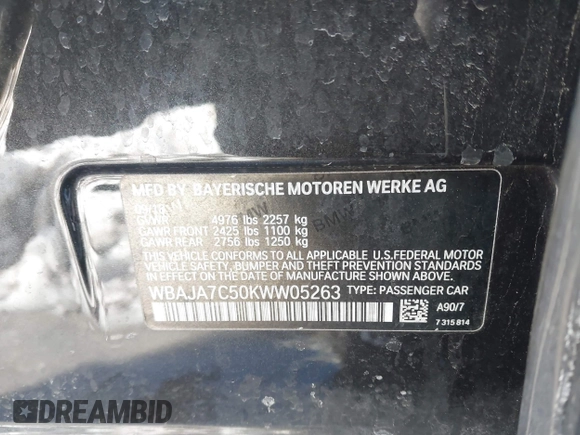 MFD BY BAYERISCHE MOTOREN WERKE AG
GVWR 4976 lbs 2257 kg
GAWR FRONT 2425 lbs 1100 kg
GAWR REAR 2756 lbs 1250 kg
THIS VEHICLE CONFORMS TO ALL APPLICABLE U.S. FEDERAL MOTOR
VEHICLE SAFETY, BUMPER, AND THEFT PREVENTION STANDARDS
IN EFFECT ON THE DATE OF MANUFACTURE SHOWN ABOVE.
WBAJA7C50KWW05263 TYPE: PASSENGER CAR
A90/7
7 315 814
DREAMBID